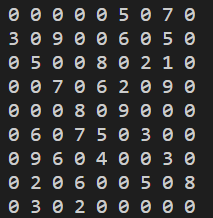 0 0 0 0 0 5 0 7 0
3 0 9 0 0 6 0 5 0
0 5 0 0 8 0 2 1 0
0 0 7 0 6 2 0 9 0
0 0 0 8 0 9 0 0 0
0 6 0 7 5 0 3 0 0
0 9 6 0 4 0 0 3 0
0 2 0 6 0 0 5 0 8
0 3 0 2 0 0 0 0 0